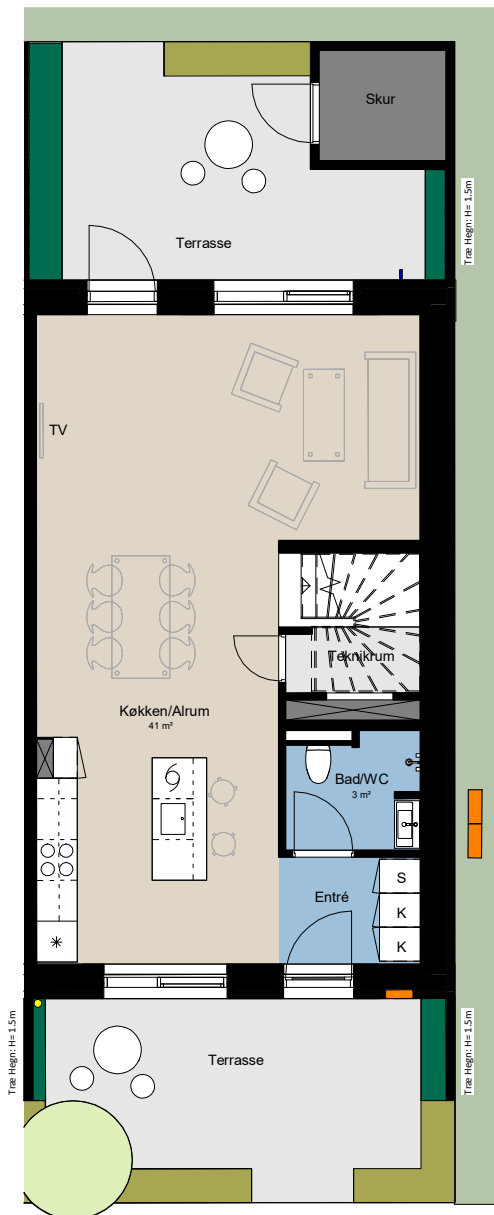 Skur
Træ Hegn: H= 1.5m
Terrasse
TV
Teknikrum
Køkken/Alrum
41 m²
Bad/WC
3 m²
S
Entré
K
K
Træ Hegn: H= 1.5m
Træ Hegn: H= 1.5m
Terrasse